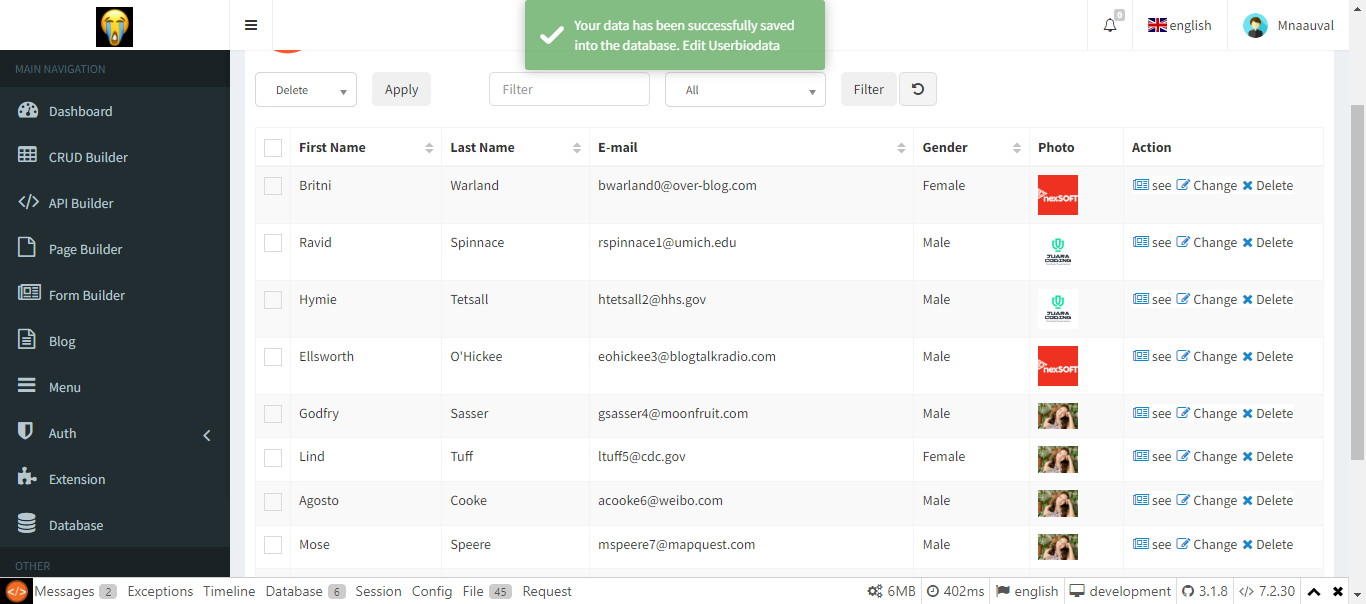 Your data has been successfully saved
into the database. Edit Userbiodata
0
english
Mnaauval
MAIN NAVIGATION
Dashboard
CRUD Builder
API Builder
Page Builder
Form Builder
Blog
Menu
Auth
Extension
Database
OTHER
Delete Apply Filter All Filter
First Name Last Name E-mail Gender Photo Action
Britni Warland bwarland0@over-blog.com Female nexSOFT see Change Delete
Ravid Spinnace rspinnace1@umich.edu Male JUARA CODING see Change Delete
Hymie Tetsall htetsall2@hhs.gov Male JUARA CODING see Change Delete
Ellsworth O'Hickee eohickee3@blogtalkradio.com Male nexSOFT see Change Delete
Godfry Sasser gsasser4@moonfruit.com Male see Change Delete
Lind Tuff ltuff5@cdc.gov Female see Change Delete
Agosto Cooke acooke6@weibo.com Male see Change Delete
Mose Speere mspeere7@mapquest.com Male see Change Delete
</> Messages 2 Exceptions Timeline Database 6 Session Config File 45 Request 6MB 402ms english development 3.1.8 </> 7.2.30